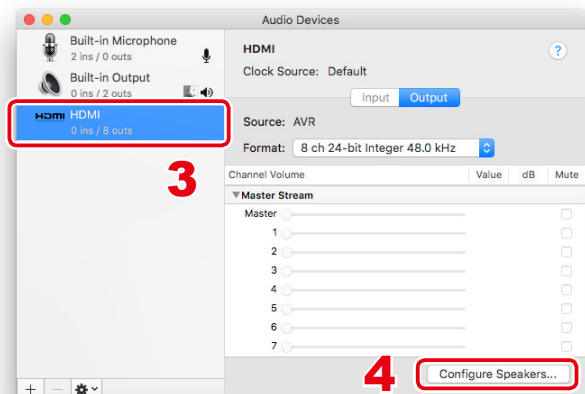 Audio Devices
Built-in Microphone
2 ins / 0 outs
Built-in Output
0 ins / 2 outs
HDMI HDMI
0 ins / 8 outs
3
HDMI
?
Clock Source: Default
Input Output
Source: AVR
Format: 8 ch 24-bit Integer 48.0 kHz
Channel Volume Value dB Mute
▼Master Stream
Master
1
2
3
4
5
6
7
4 Configure Speakers...
+ −